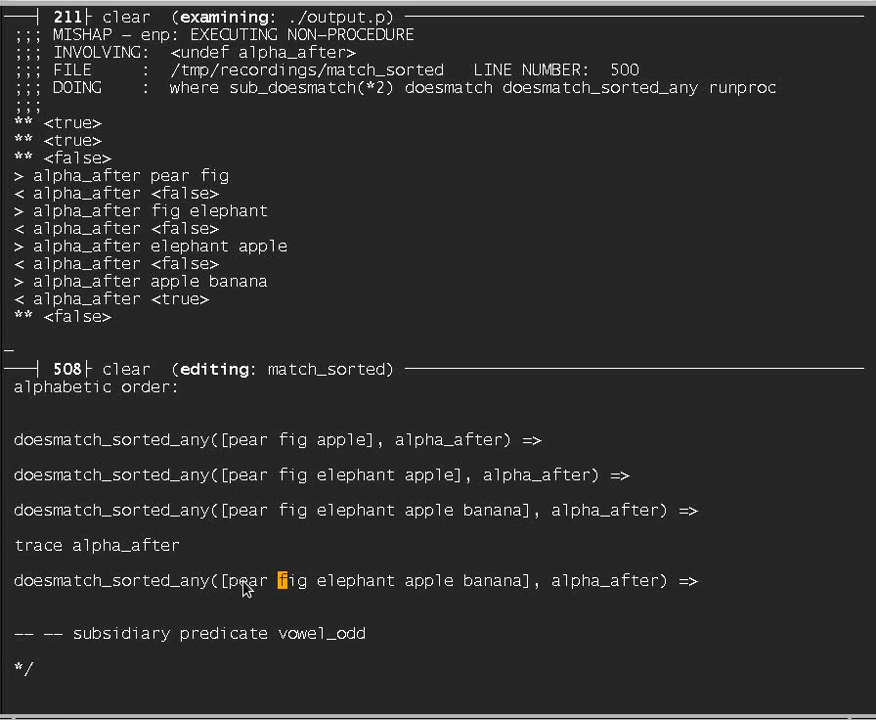 211 clear (examining: ./output.p)
;;; MISHAP - enp: EXECUTING NON-PROCEDURE
;;; INVOLVING: <undef alpha_after>
;;; FILE : /tmp/recordings/match_sorted LINE NUMBER: 500
;;; DOING : where sub_doesmatch(*2) doesmatch doesmatch_sorted_any runproc
;;;
** <true>
** <true>
** <false>
> alpha_after pear fig
< alpha_after <false>
> alpha_after fig elephant
< alpha_after <false>
> alpha_after elephant apple
< alpha_after <false>
> alpha_after apple banana
< alpha_after <true>
** <false>
508 clear (editing: match_sorted)
alphabetic order:
doesmatch_sorted_any([pear fig apple], alpha_after) =>
doesmatch_sorted_any([pear fig elephant apple], alpha_after) =>
doesmatch_sorted_any([pear fig elephant apple banana], alpha_after) =>
trace alpha_after
doesmatch_sorted_any([pear fig elephant apple banana], alpha_after) =>
-- -- subsidiary predicate vowel_odd
*/